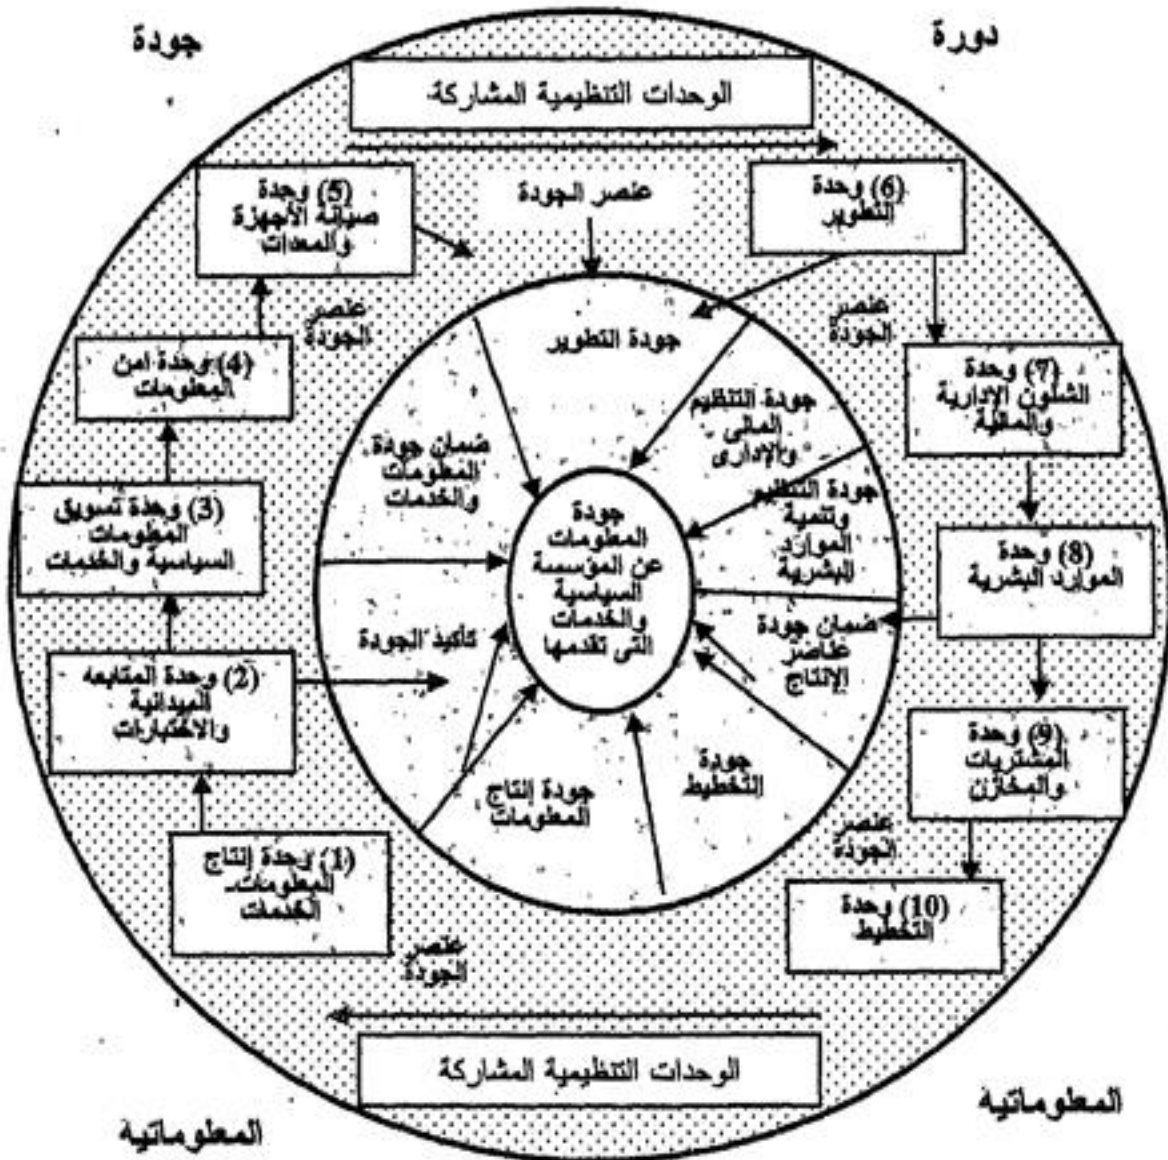 دورة
جودة
الوحدات التنظيمية المشاركة
(5) وحدة
صيانة الأجهزة
والمعدات
عنصر الجودة
(6) وحدة
التطوير
عنصر
الجودة
عنصر
الجودة
(4) وحدة امن
المعلومات
(7) وحدة
الشئون الإدارية
والمالية
جودة التطوير
جودة التنظيم
المالى
والإدارى
ضمان جودة
المعلومات
والخدمات
جودة التنظيم
وتنمية
الموارد
البشرية
(3) وحدة تسويق
المعلومات
السياسية والخدمات
جودة
المعلومات
عن المؤسسة
السياسية
والخدمات
التى تقدمها
(8) وحدة
الموارد البشرية
ضمان جودة
عناصر
الإنتاج
تأكيد الجودة
(2) وحدة المتابعه
الميدانية
والاختبارات
(9) وحدة
المشتريات
والمخازن
جودة
التخطيط
جودة إنتاج
المعلومات
عنصر
الجودة
(1) وحدة إنتاج
المعلومات_
الخدمات
(10) وحدة
التخطيط
عنصر
الجودة
الوحدات التنظيمية المشاركة
المعلوماتية
المعلوماتية